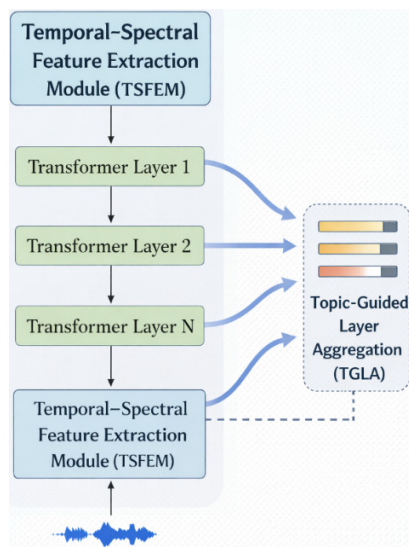 Temporal–Spectral
Feature Extraction
Module (TSFEM)
Transformer Layer 1
Transformer Layer 2
Transformer Layer N
Temporal–Spectral
Feature Extraction
Module (TSFEM)
Topic-Guided
Layer
Aggregation
(TGLA)